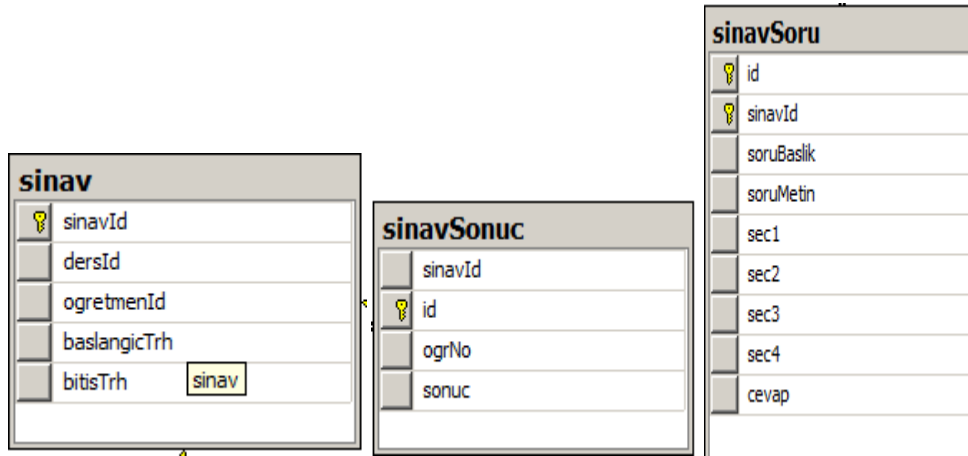 sinav
sinavId
dersId
ogretmenId
baslangicTrh
bitisTrh
sinav
sinavSonuc
sinavId
id
ogrNo
sonuc
sinavSoru
id
sinavId
soruBaslik
soruMetin
sec1
sec2
sec3
sec4
cevap